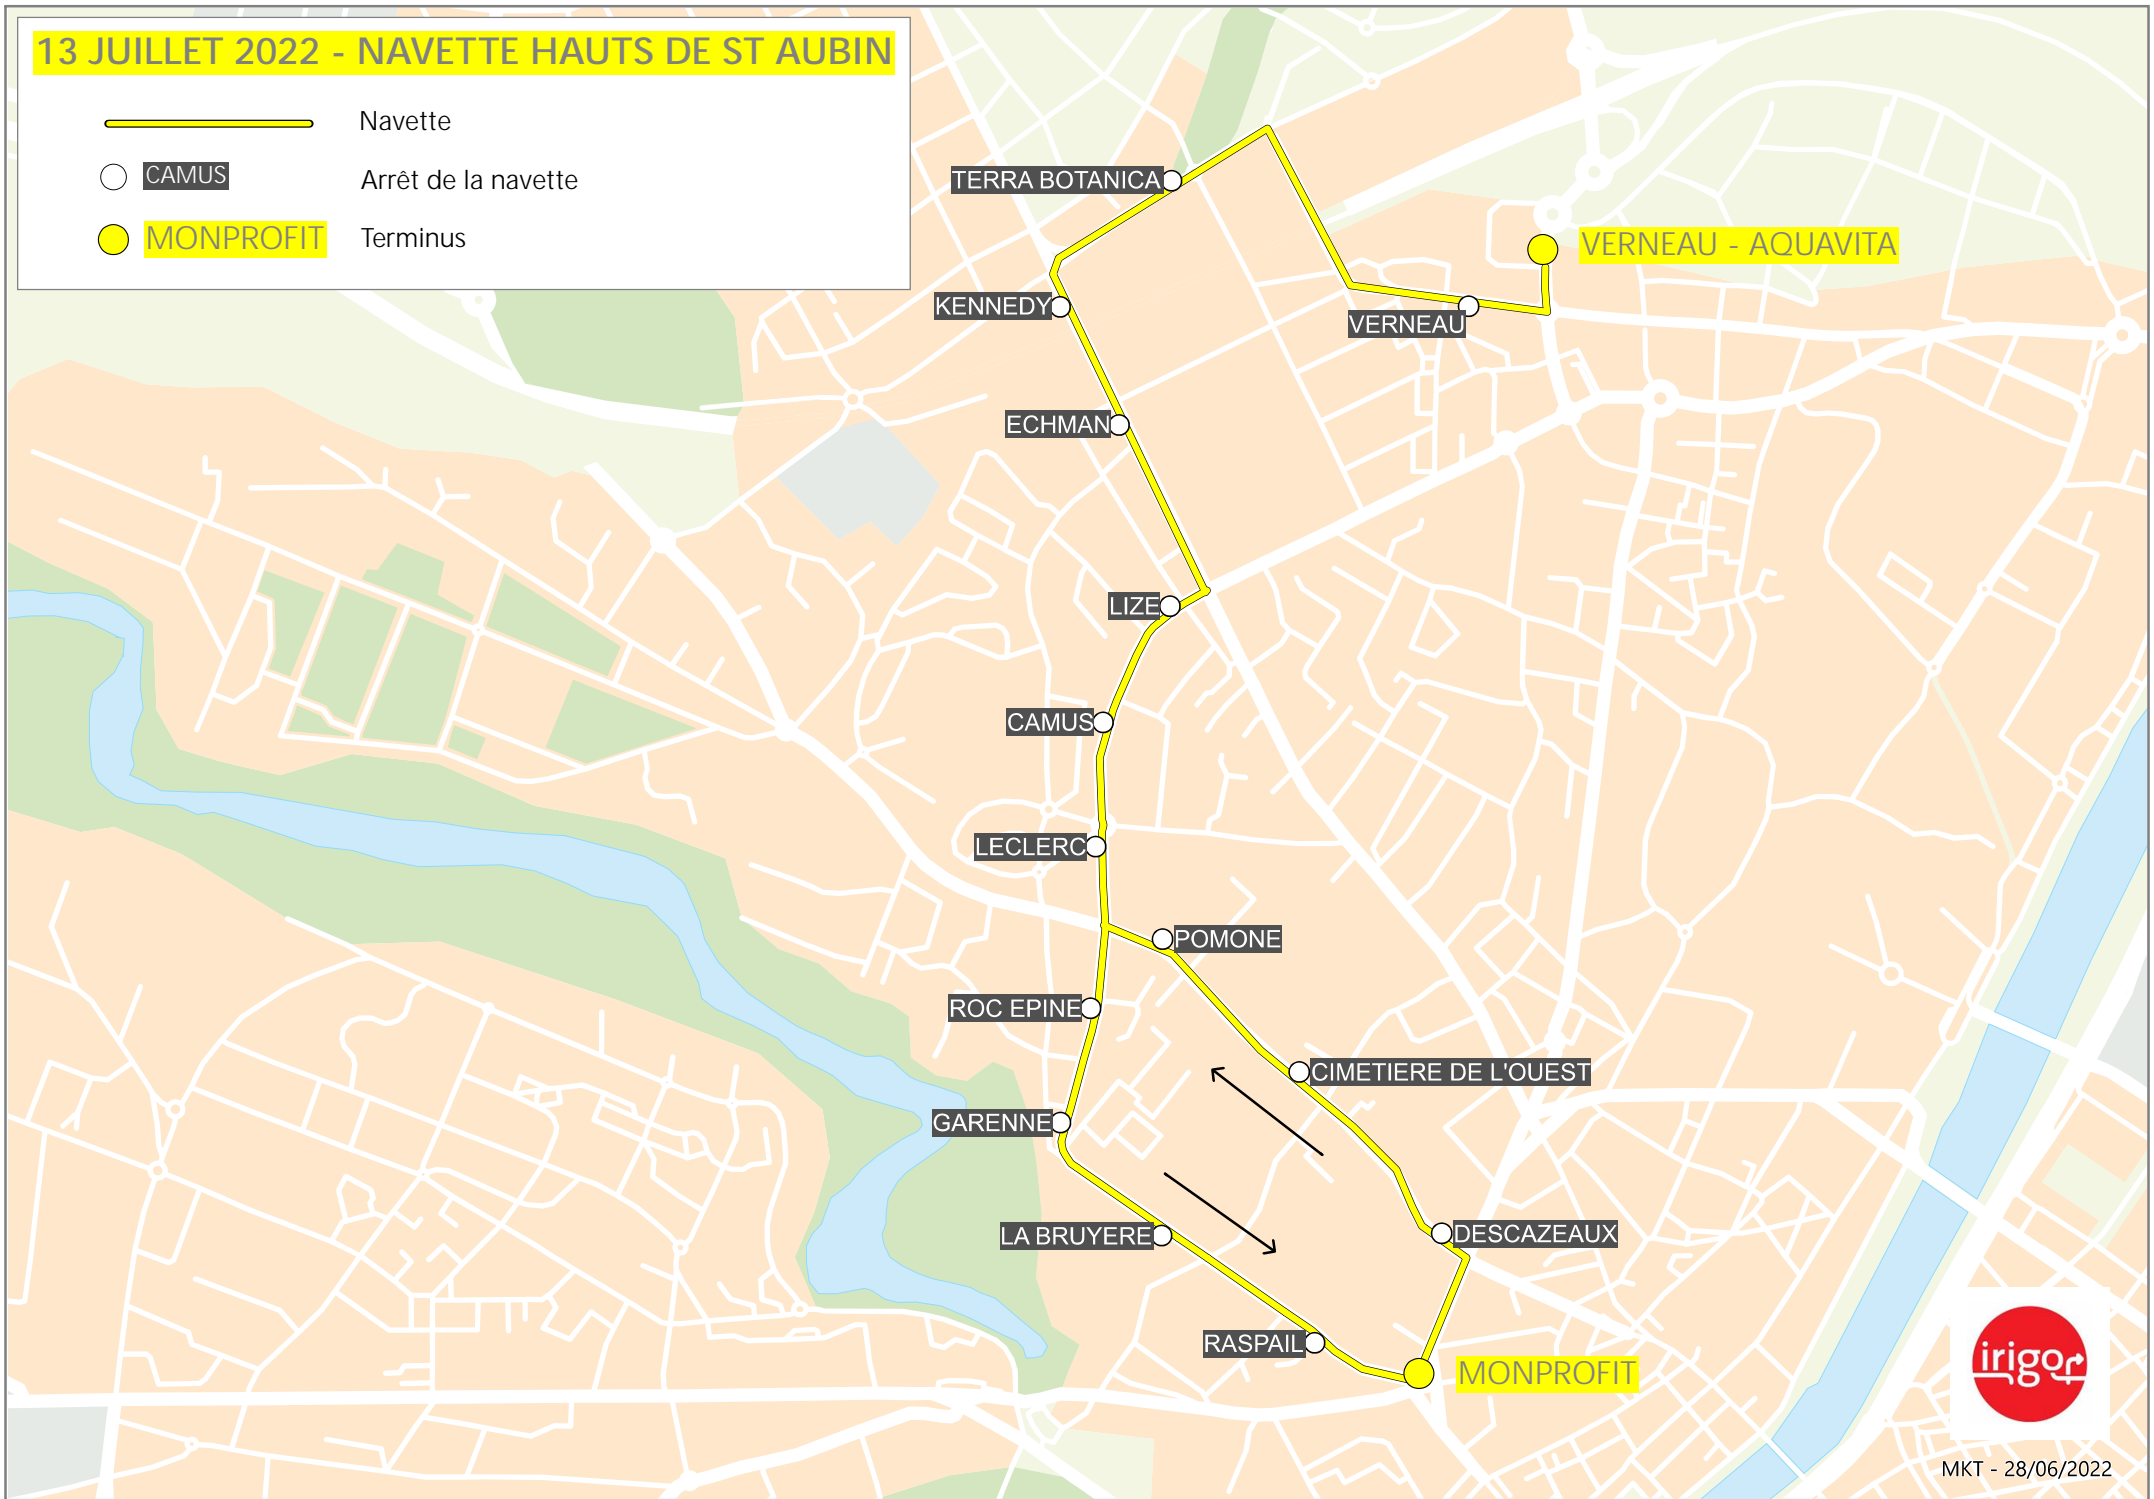 13 JUILLET 2022 - NAVETTE HAUTS DE ST AUBIN
Navette
CAMUS Arrêt de la navette
MONPROFIT Terminus
TERRA BOTANICA
VERNEAU - AQUAVITA
KENNEDY
VERNEAU
ECHMAN
LIZE
CAMUS
LECLERC
POMONE
ROC EPINE
CIMETIERE DE L'OUEST
GARENNE
DESCAZEAUX
LA BRUYERE
RASPAIL
MONPROFIT
irigo
MKT - 28/06/2022